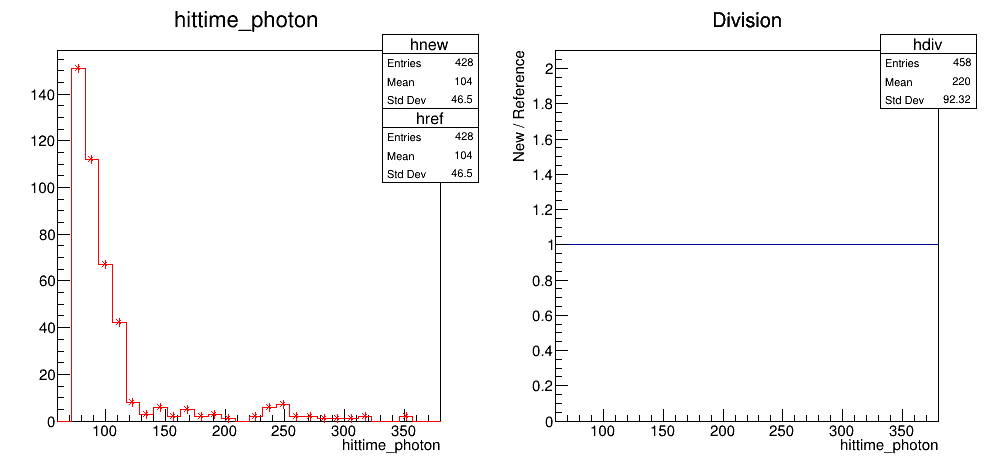 hittime_photon
hnew
Entries 428
Mean 104
Std Dev 46.5
href
Entries 428
Mean 104
Std Dev 46.5
140
120
100
80
60
40
20
0
100 150 200 250 300 350
hittime_photon
Division
hdiv
Entries 458
Mean 220
Std Dev 92.32
New / Reference
2
1.8
1.6
1.4
1.2
1
0.8
0.6
0.4
0.2
0
100 150 200 250 300 350
hittime_photon